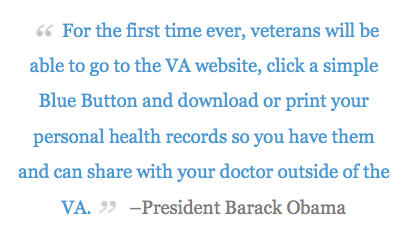 “ For the first time ever, veterans will be
able to go to the VA website, click a simple
Blue Button and download or print your
personal health records so you have them
and can share with your doctor outside of the
VA. ” –President Barack Obama